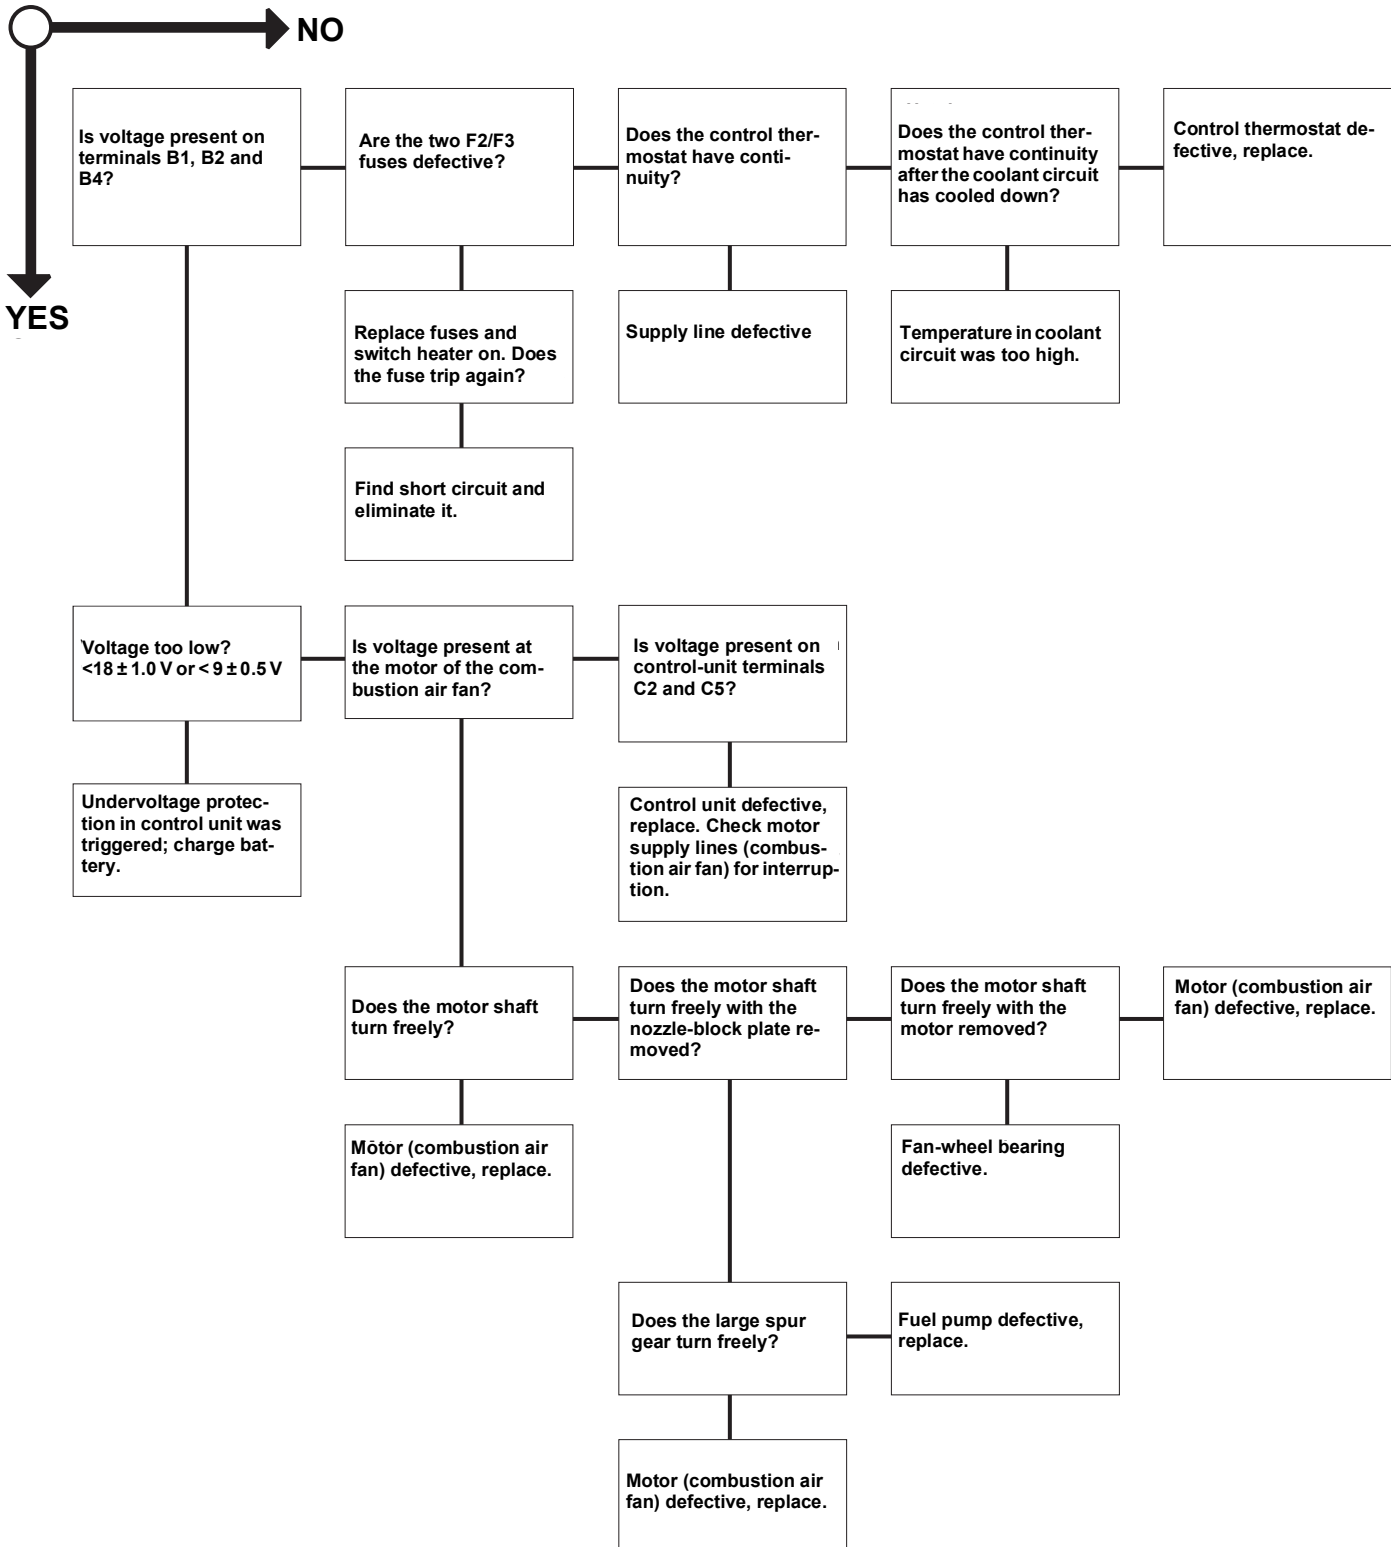 NO
YES
Is voltage present on
terminals B1, B2 and
B4?
Are the two F2/F3
fuses defective?
Does the control ther-
mostat have conti-
nuity?
Does the control ther-
mostat have continuity
after the coolant circuit
has cooled down?
Control thermostat de-
fective, replace.
Replace fuses and
switch heater on. Does
the fuse trip again?
Supply line defective
Temperature in coolant
circuit was too high.
Find short circuit and
eliminate it.
Voltage too low?
<18 ± 1.0 V or < 9 ± 0.5 V
Is voltage present at
the motor of the com-
bustion air fan?
Is voltage present on
control-unit terminals
C2 and C5?
Undervoltage protec-
tion in control unit was
triggered; charge bat-
tery.
Control unit defective,
replace. Check motor
supply lines (combus-
tion air fan) for interrup-
tion.
Does the motor shaft
turn freely?
Does the motor shaft
turn freely with the
nozzle-block plate re-
moved?
Does the motor shaft
turn freely with the
motor removed?
Motor (combustion air
fan) defective, replace.
Motor (combustion air
fan) defective, replace.
Fan-wheel bearing
defective.
Does the large spur
gear turn freely?
Fuel pump defective,
replace.
Motor (combustion air
fan) defective, replace.